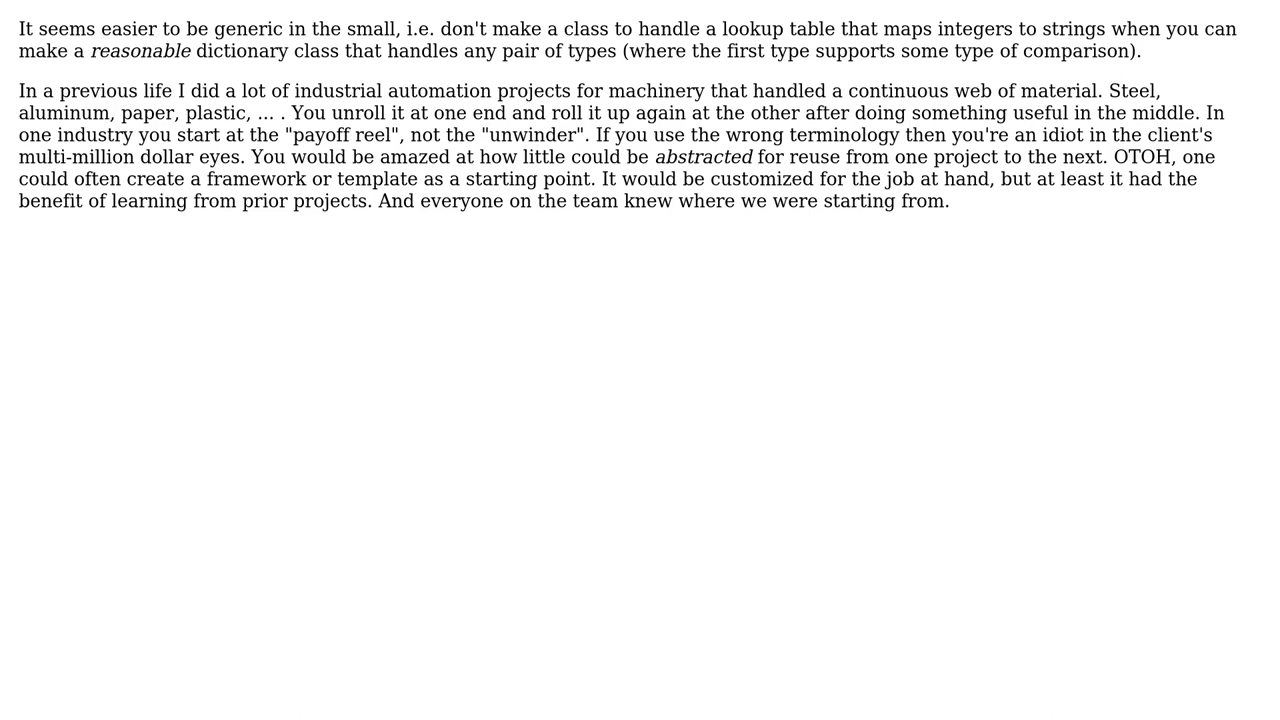 It seems easier to be generic in the small, i.e. don't make a class to handle a lookup table that maps integers to strings when you can
make a reasonable dictionary class that handles any pair of types (where the first type supports some type of comparison).
In a previous life I did a lot of industrial automation projects for machinery that handled a continuous web of material. Steel,
aluminum, paper, plastic, ... . You unroll it at one end and roll it up again at the other after doing something useful in the middle. In
one industry you start at the "payoff reel", not the "unwinder". If you use the wrong terminology then you're an idiot in the client's
multi-million dollar eyes. You would be amazed at how little could be abstracted for reuse from one project to the next. OTOH, one
could often create a framework or template as a starting point. It would be customized for the job at hand, but at least it had the
benefit of learning from prior projects. And everyone on the team knew where we were starting from.